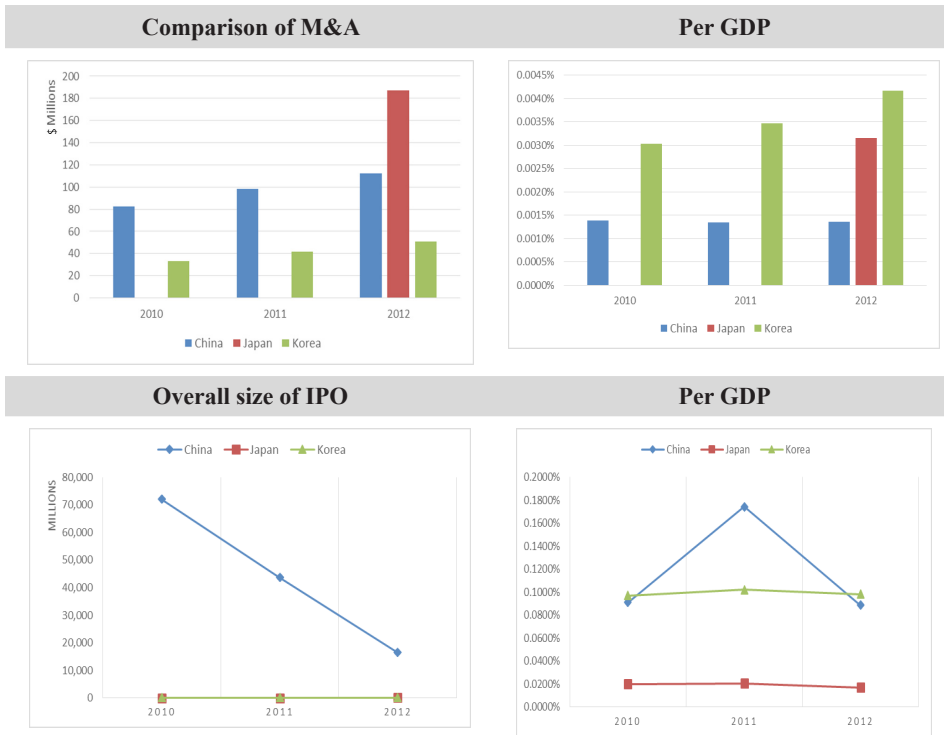 Comparison of M&A
Per GDP
$ Millions
200
180
160
140
120
100
80
60
40
20
0
2010 2011 2012
China Japan Korea
0.0045%
0.0040%
0.0035%
0.0030%
0.0025%
0.0020%
0.0015%
0.0010%
0.0005%
0.0000%
2010 2011 2012
China Japan Korea
Overall size of IPO
Per GDP
China Japan Korea
MILLIONS
80,000
70,000
60,000
50,000
40,000
30,000
20,000
10,000
0
2010 2011 2012
China Japan Korea
0.2000%
0.1800%
0.1600%
0.1400%
0.1200%
0.1000%
0.0800%
0.0600%
0.0400%
0.0200%
0.0000%
2010 2011 2012